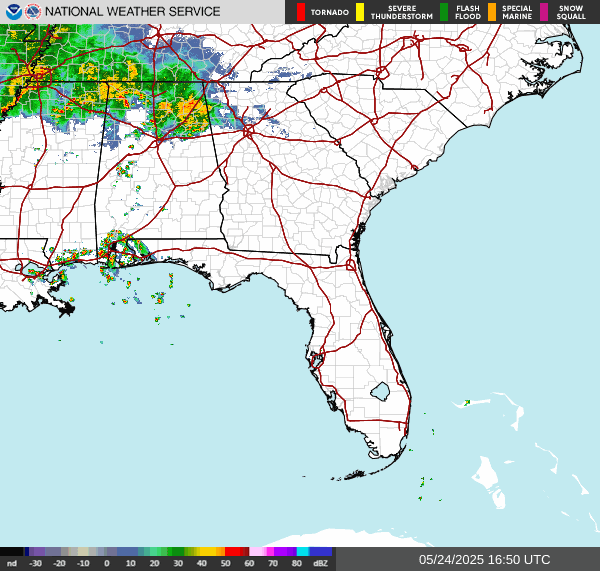 NATIONAL WEATHER SERVICE
TORNADO
SEVERE
THUNDERSTORM
FLASH
FLOOD
SPECIAL
MARINE
SNOW
SQUALL
nd -30 -20 -10 0 10 20 30 40 50 60 70 80 dBZ
05/24/2025 16:50 UTC